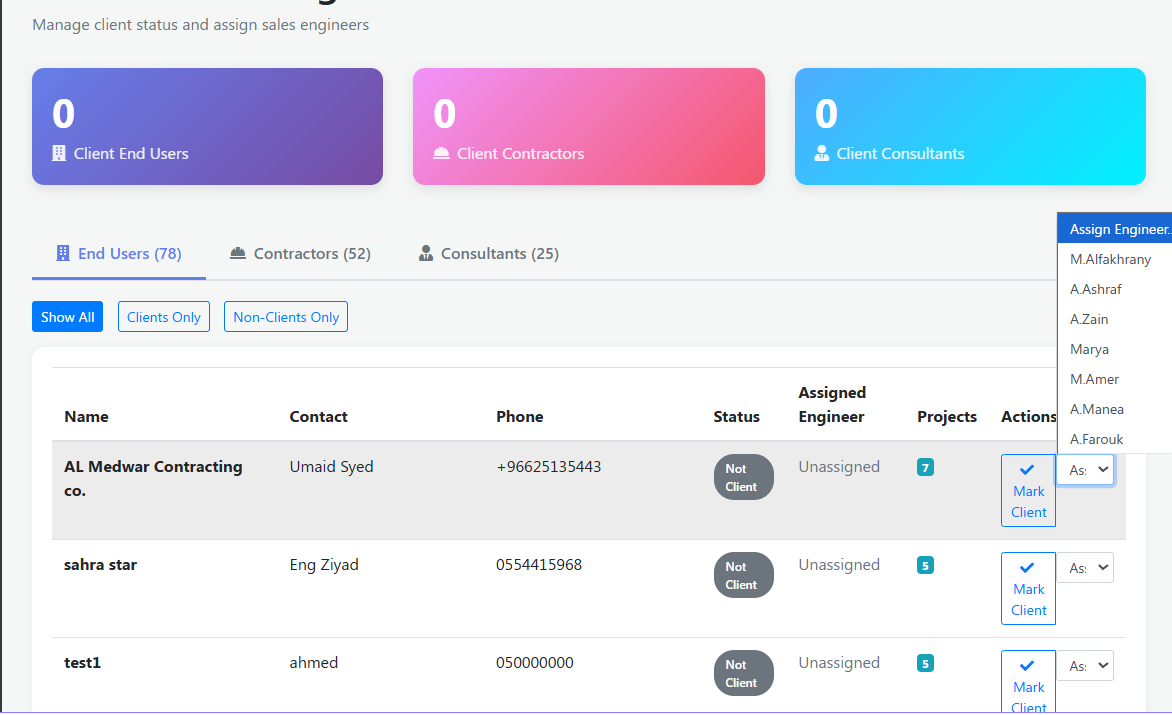 Manage client status and assign sales engineers
0
Client End Users
0
Client Contractors
0
Client Consultants
End Users (78)
Contractors (52)
Consultants (25)
Show All
Clients Only
Non-Clients Only
Assign Engineer..
M.Alfakhrany
A.Ashraf
A.Zain
Marya
M.Amer
A.Manea
A.Farouk
Name
Contact
Phone
Status
Assigned
Engineer
Projects
Actions
AL Medwar Contracting
co.
Umaid Syed
+96625135443
Not
Client
Unassigned
7
Mark
Client
As
sahra star
Eng Ziyad
0554415968
Not
Client
Unassigned
5
Mark
Client
As
test1
ahmed
050000000
Not
Client
Unassigned
5
Mark
Client
As